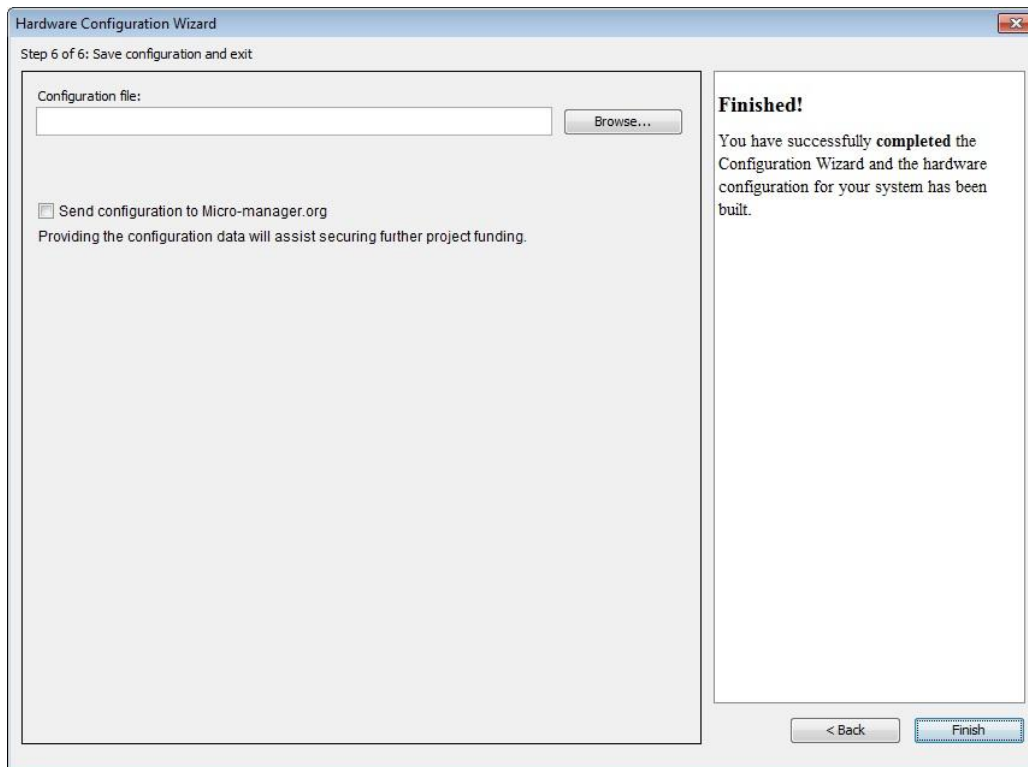 Hardware Configuration Wizard
Step 6 of 6: Save configuration and exit
Configuration file:
Browse...
Send configuration to Micro-manager.org
Providing the configuration data will assist securing further project funding.
Finished!
You have successfully completed the
Configuration Wizard and the hardware
configuration for your system has been
built.
< Back
Finish